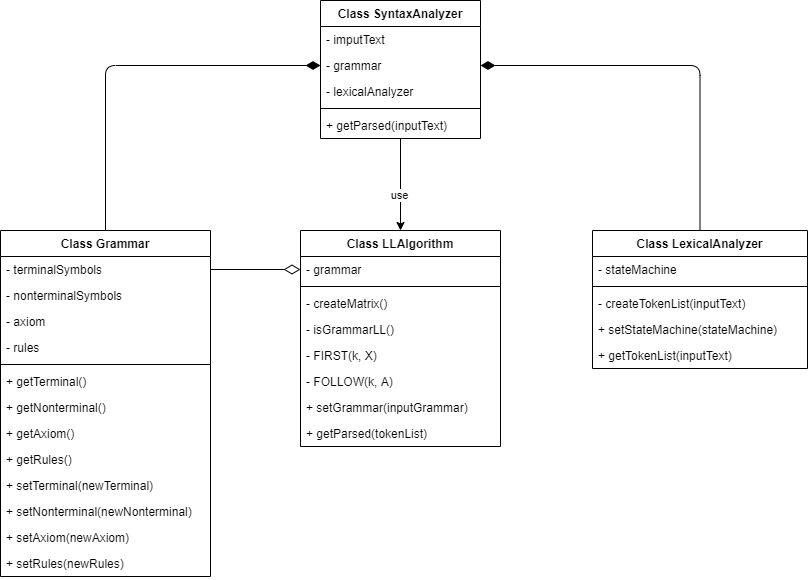 Class SyntaxAnalyzer
- imputText
- grammar
- lexicalAnalyzer
+ getParsed(inputText)
use
Class Grammar
- terminalSymbols
- nonterminalSymbols
- axiom
- rules
+ getTerminal()
+ getNonterminal()
+ getAxiom()
+ getRules()
+ setTerminal(newTerminal)
+ setNonterminal(newNonterminal)
+ setAxiom(newAxiom)
+ setRules(newRules)
Class LLAlgorithm
- grammar
- createMatrix()
- isGrammarLL()
- FIRST(k, X)
- FOLLOW(k, A)
+ setGrammar(inputGrammar)
+ getParsed(tokenList)
Class LexicalAnalyzer
- stateMachine
- createTokenList(inputText)
+ setStateMachine(stateMachine)
+ getTokenList(inputText)